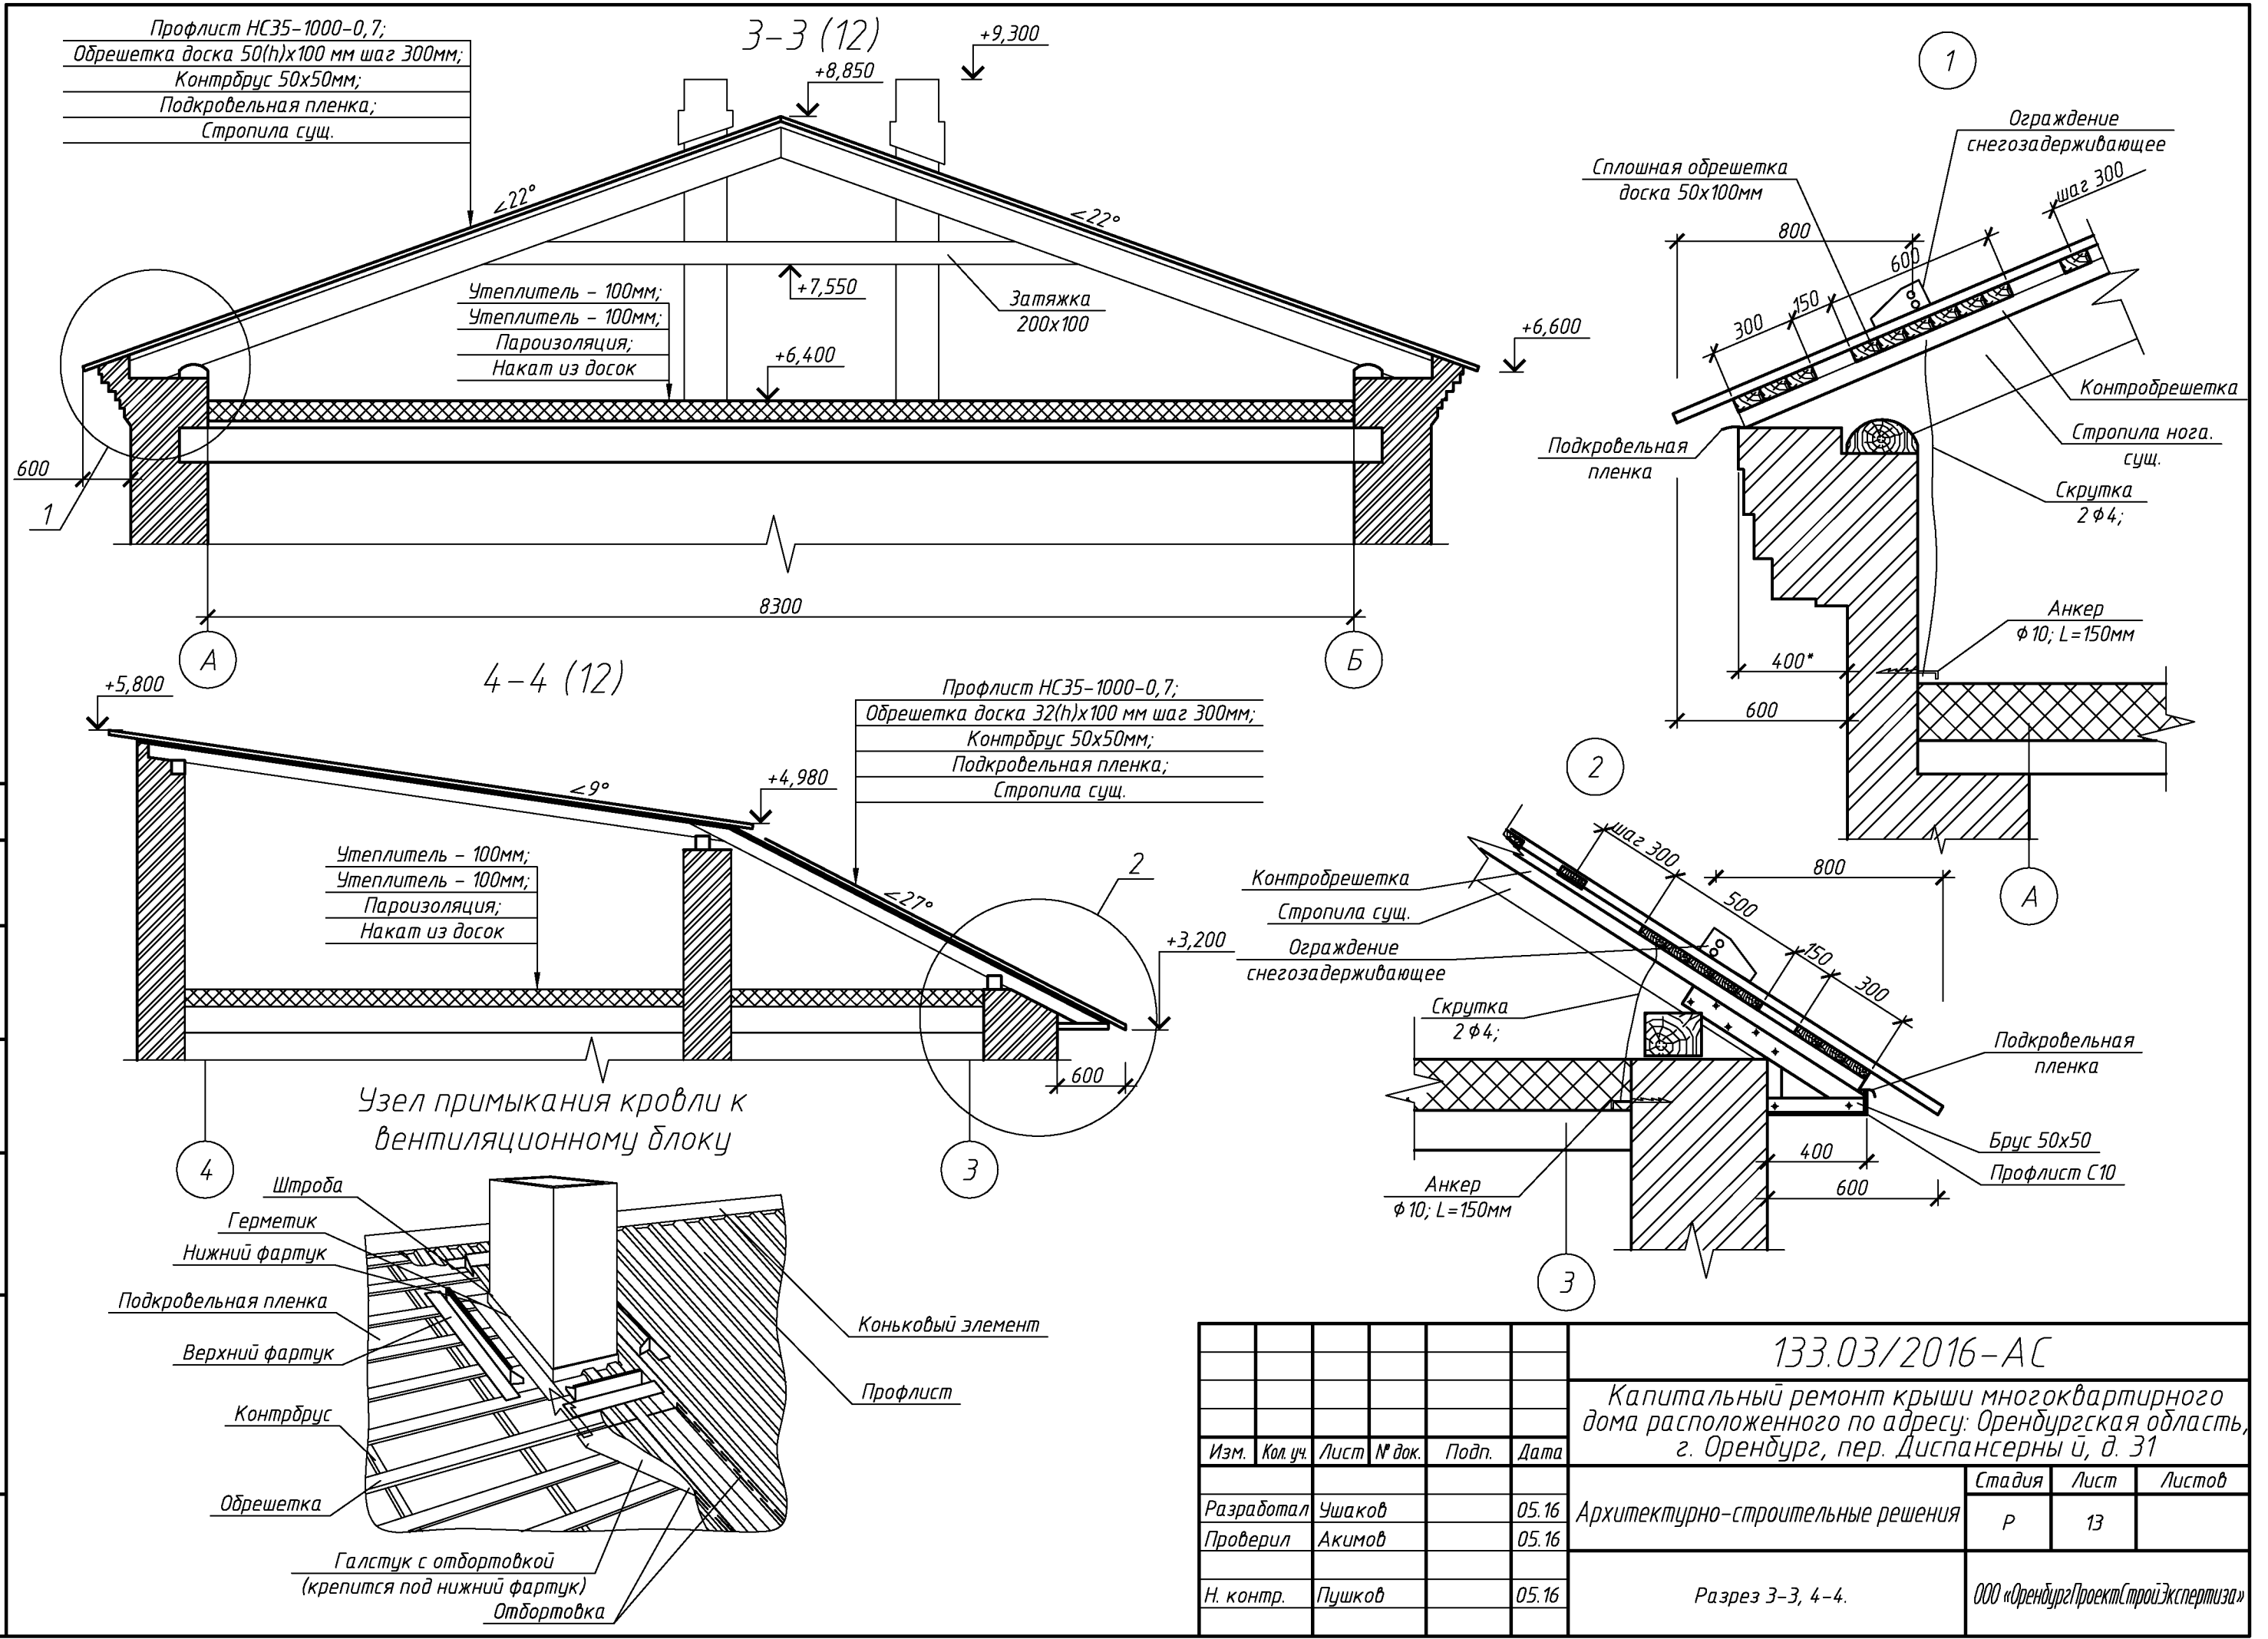 Профлист НС35-1000-0,7;
Обрешетка доска 50(h)х100 мм шаг 300мм;
Контрбрус 50х50мм;
Подкровельная пленка;
Стропила сущ.
3-3 (12)
+9,300
+8,850
<22°
<22°
+7,550
Затяжка
200х100
Утеплитель - 100мм;
Утеплитель - 100мм;
Пароизоляция;
Накат из досок
+6,400
+6,600
600
1
8300
А
Б
1
Ограждение
снегозадерживающее
Сплошная обрешетка
доска 50х100мм
шаг 300
800
600
150
300
Контробрешетка
Стропила нога.
сущ.
Подкровельная
пленка
Скрутка
2ф4;
Анкер
ф10; L=150мм
400*
600
А
4-4 (12)
+5,800
Профлист НС35-1000-0,7;
Обрешетка доска 32(h)х100 мм шаг 300мм;
Контрбрус 50х50мм;
Подкровельная пленка;
Стропила сущ.
<9°
+4,980
<27°
Утеплитель - 100мм;
Утеплитель - 100мм;
Пароизоляция;
Накат из досок
2
+3,200
600
4
3
2
шаг 300
800
500
150
300
Контробрешетка
Стропила сущ.
Ограждение
снегозадерживающее
Скрутка
2ф4;
Подкровельная
пленка
Брус 50х50
Профлист С10
400
600
Анкер
ф10; L=150мм
3
Узел примыкания кровли к
вентиляционному блоку
Штроба
Герметик
Нижний фартук
Подкровельная пленка
Верхний фартук
Контрбрус
Обрешетка
Галстук с отбортовкой
(крепится под нижний фартук)
Отбортовка
Коньковый элемент
Профлист
133.03/2016-АС
Капитальный ремонт крыши многоквартирного
дома расположенного по адресу: Оренбургская область,
г. Оренбург, пер. Диспансерны й, д. 31
Изм. Кол. уч. Лист № док. Подп. Дата
Разработал Ушаков 05.16
Проверил Акимов 05.16
Н. контр. Пушков 05.16
Архитектурно-строительные решения
Стадия Лист Листов
Р 13
Разрез 3-3, 4-4.
ООО «ОренбургПроектСтройЭкспертиза»